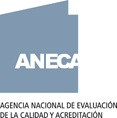 ANECA
AGENCIA NACIONAL DE EVALUACIÓN
DE LA CALIDAD Y ACREDITACIÓN